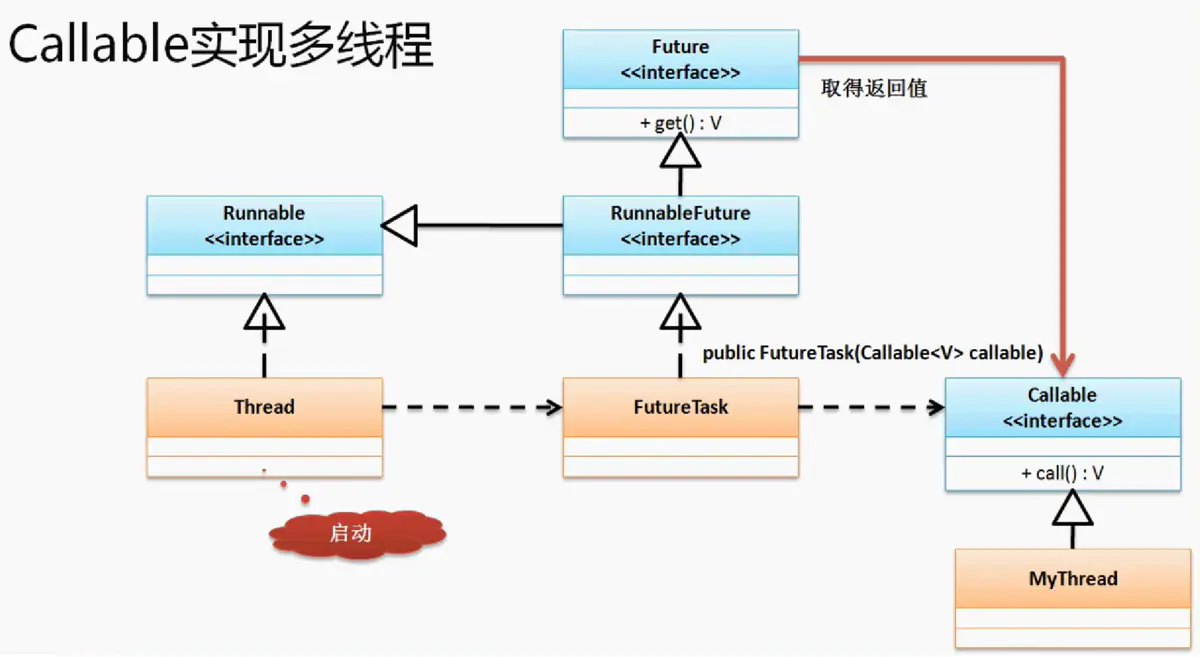 Callable实现多线程
Future
<<interface>>
+ get() : V
取得返回值
Runnable
<<interface>>
RunnableFuture
<<interface>>
public FutureTask(Callable<V> callable)
Thread
FutureTask
Callable
<<interface>>
+ call() : V
启动
MyThread